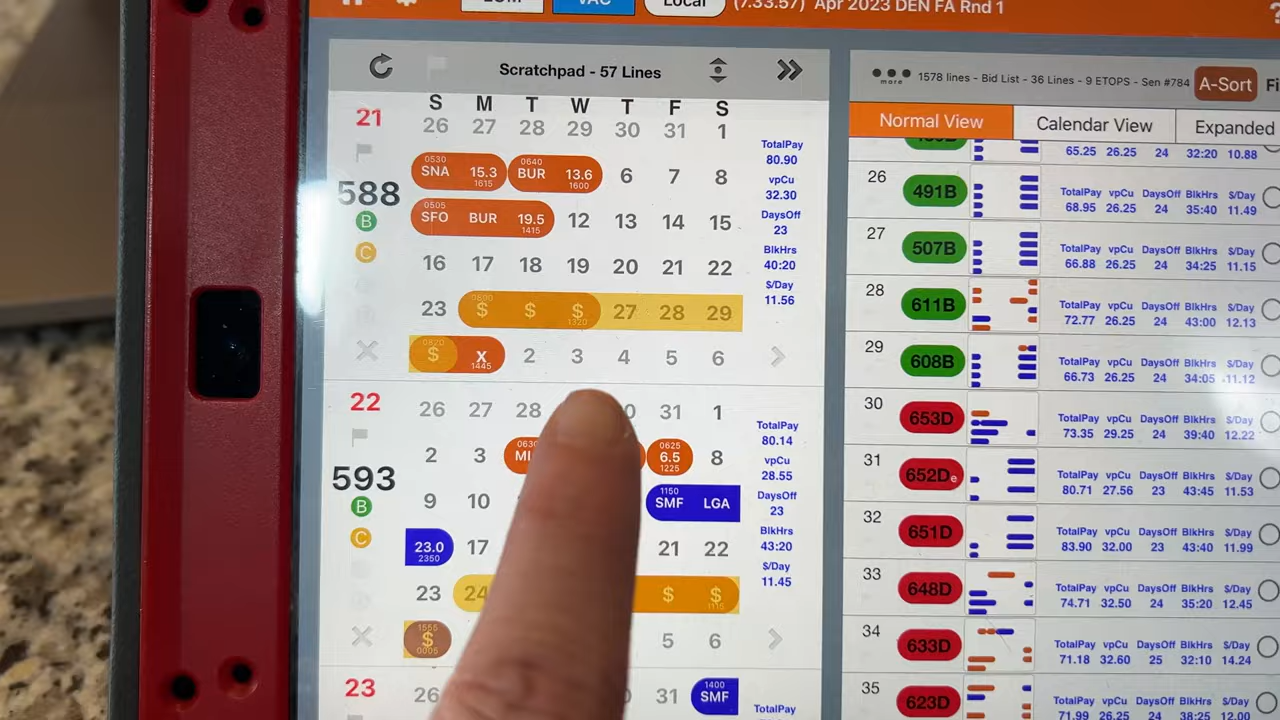 VAC
Local
(7.33.57) Apr 2023 DEN FA Rnd 1
Scratchpad - 57 Lines
S M T W T F S
21
26 27 28 29 30 31 1
0530 0640
SNA 15.3 BUR 13.6 6 7 8
1615 1600
588
B
C
0505
SFO BUR 19.5 12 13 14 15
1415
16 17 18 19 20 21 22
0800
23 $ $ $ 27 28 29
1320
0820
$ X 2 3 4 5 6
1445
TotalPay
80.90
vpCu
32.30
DaysOff
23
BlkHrs
40:20
$/Day
11.56
22
26 27 28 31 1
0625
2 3 6.5 8
1225
593
B
C
1150
9 10 SMF LGA
23.0 17 21 22
2350
23 24 $ $
1115
1555
$ 5 6
0005
TotalPay
80.14
vpCu
28.55
DaysOff
23
BlkHrs
43:20
$/Day
11.45
23
26 31 1400
SMF
TotalPay
more 1578 lines - Bid List - 36 Lines - 9 ETOPS - Sen #784 A-Sort Fi
Normal View Calendar View Expanded
65.25 26.25 24 32:20 10.88
26 491B TotalPay vpCu DaysOff BlkHrs $/Day
68.95 26.25 24 35:40 11.49
27 507B TotalPay vpCu DaysOff BlkHrs $/Day
66.88 26.25 24 34:25 11.15
28 611B TotalPay vpCu DaysOff BlkHrs $/Day
72.77 26.25 24 43:00 12.13
29 608B TotalPay vpCu DaysOff BlkHrs $/Day
66.73 26.25 24 34:05 11.12
30 653D TotalPay vpCu DaysOff BlkHrs $/Day
73.35 29.25 24 39:40 12.22
31 652De TotalPay vpCu DaysOff BlkHrs $/Day
80.71 27.56 23 43:45 11.53
32 651D TotalPay vpCu DaysOff BlkHrs $/Day
83.90 32.00 23 43:40 11.99
33 648D TotalPay vpCu DaysOff BlkHrs $/Day
74.71 32.50 24 35:20 12.45
34 633D TotalPay vpCu DaysOff BlkHrs $/Day
71.18 32.60 25 32:10 14.24
35 623D TotalPay vpCu DaysOff BlkHrs $/Day
71.99 26.25 24 38:25 12.00